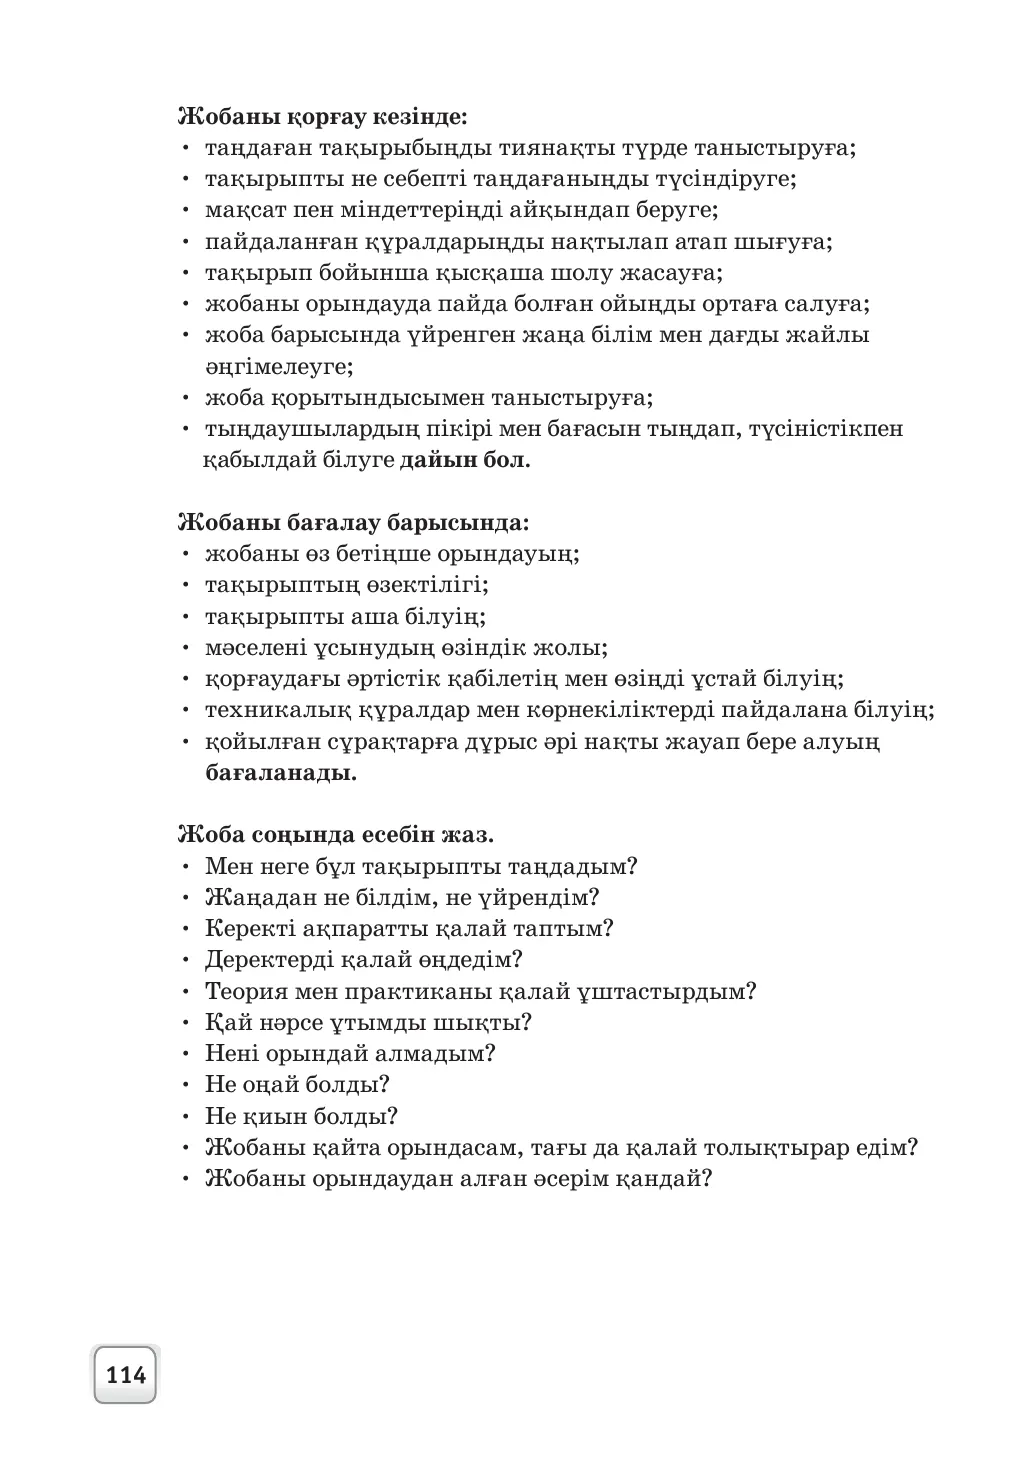 Жобаны қорғау кезінде:
• таңдаған тақырыбыңды тиянақты түрде таныстыруға;
• тақырыпты не себепті таңдағаныңды түсіндіруге;
• мақсат пен міндеттеріңді айқындап беруге;
• пайдаланған құралдарыңды нақтылап атап шығуға;
• тақырып бойынша қысқаша шолу жасауға;
• жобаны орындауда пайда болған ойыңды ортаға салуға;
• жоба барысында үйренген жаңа білім мен дағды жайлы
әңгімелеуге;
• жоба қорытындысымен таныстыруға;
• тыңдаушылардың пікірі мен бағасын тыңдап, түсіністікпен
қабылдай білуге дайын бол.
Жобаны бағалау барысында:
• жобаны өз бетіңше орындауың;
• тақырыптың өзектілігі;
• тақырыпты аша білуің;
• мәселені ұсынудың өзіндік жолы;
• қорғаудағы әртістік қабілетің мен өзіңді ұстай білуің;
• техникалық құралдар мен көрнекіліктерді пайдалана білуің;
• қойылған сұрақтарға дұрыс әрі нақты жауап бере алуың
бағаланады.
Жоба соңында есебін жаз.
• Мен неге бұл тақырыпты таңдадым?
• Жаңадан не білдім, не үйрендім?
• Керекті ақпаратты қалай таптым?
• Деректерді қалай өңдедім?
• Теория мен практиканы қалай ұштастырдым?
• Қай нәрсе ұтымды шықты?
• Нені орындай алмадым?
• Не оңай болды?
• Не қиын болды?
• Жобаны қайта орындасам, тағы да қалай толықтырар едім?
• Жобаны орындаудан алған әсерім қандай?
114